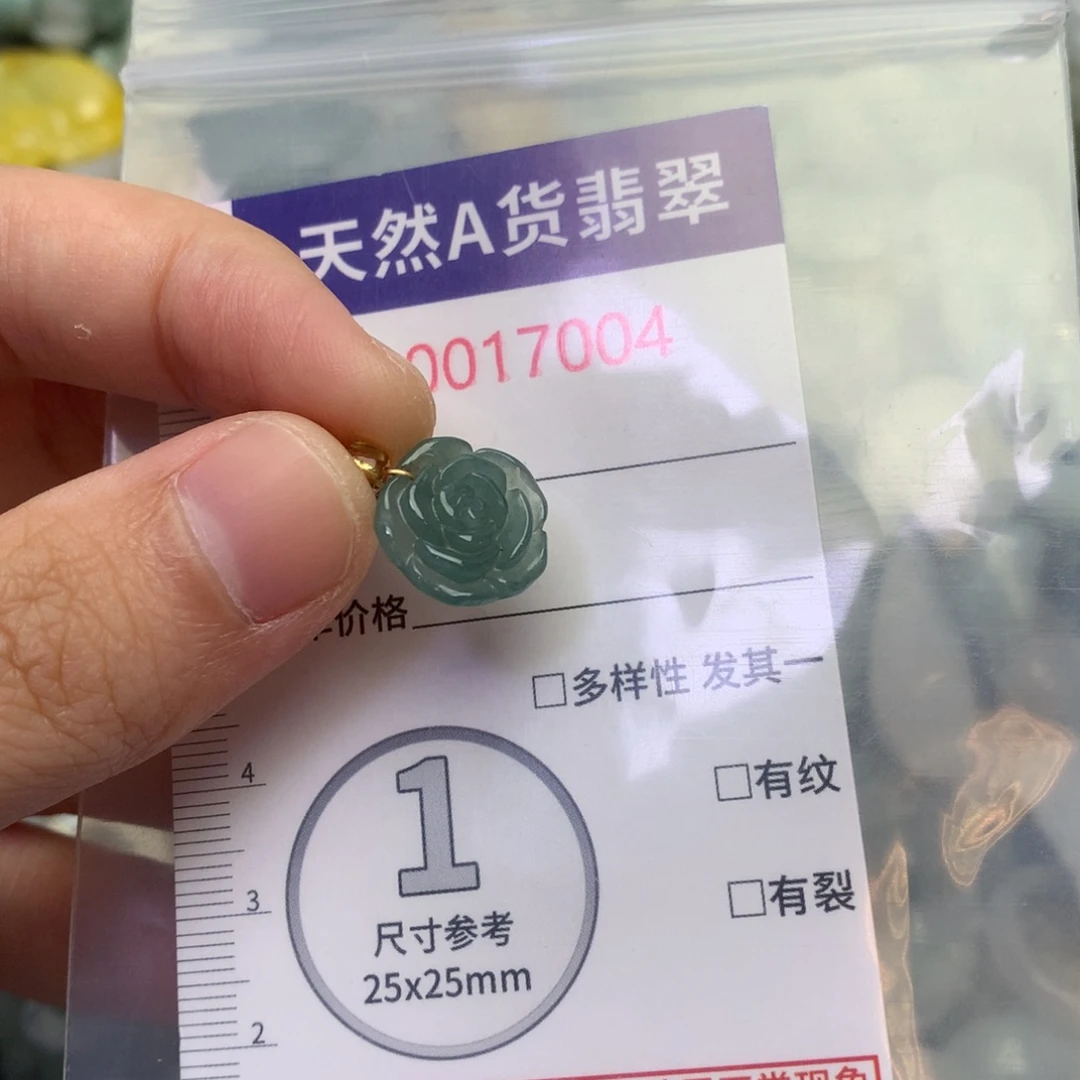 天然A货翡翠
0017004
价格
□多样性 发其一
□有纹
□有裂
1
尺寸参考
25x25mm
4
3
2